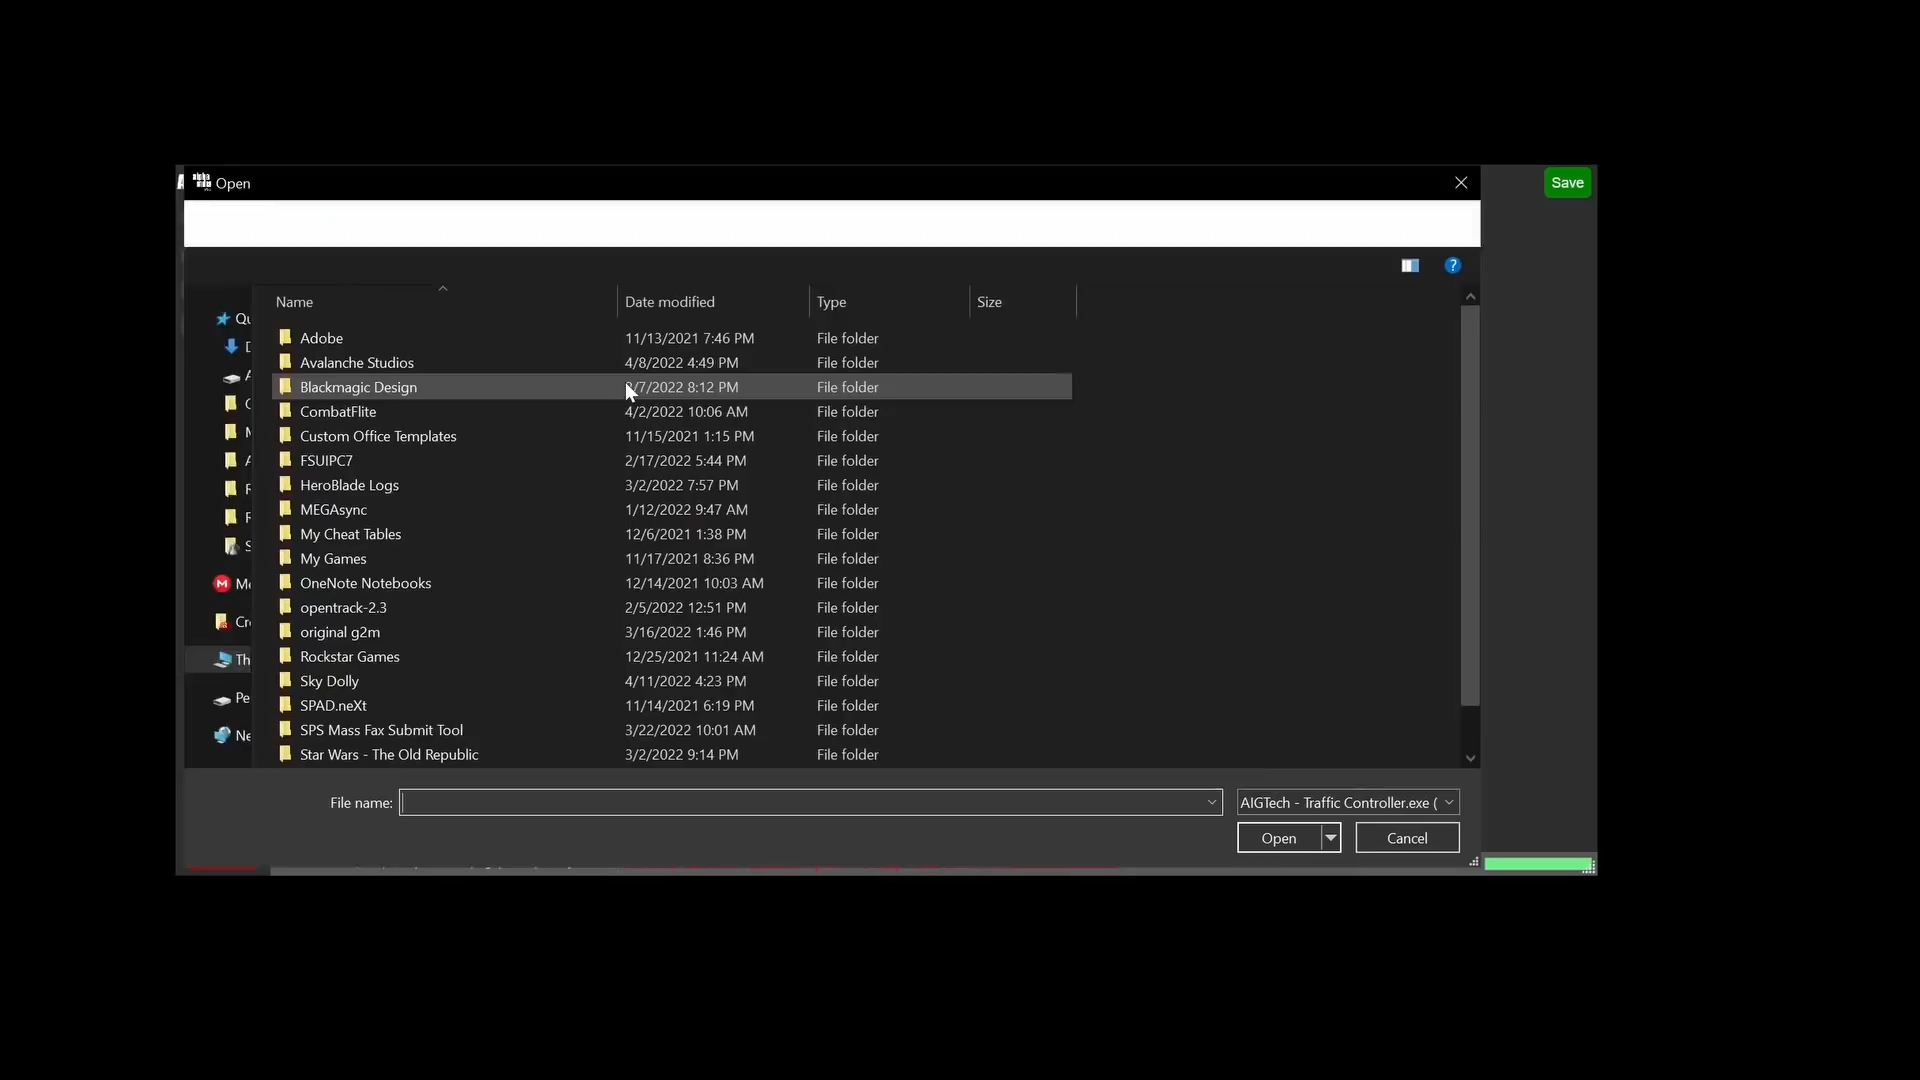 Open
Save
Name Date modified Type Size
Adobe 11/13/2021 7:46 PM File folder
Avalanche Studios 4/8/2022 4:49 PM File folder
Blackmagic Design /7/2022 8:12 PM File folder
CombatFlite 4/2/2022 10:06 AM File folder
Custom Office Templates 11/15/2021 1:15 PM File folder
FSUIPC7 2/17/2022 5:44 PM File folder
HeroBlade Logs 3/2/2022 7:57 PM File folder
MEGAsync 1/12/2022 9:47 AM File folder
My Cheat Tables 12/6/2021 1:38 PM File folder
My Games 11/17/2021 8:36 PM File folder
OneNote Notebooks 12/14/2021 10:03 AM File folder
opentrack-2.3 2/5/2022 12:51 PM File folder
original g2m 3/16/2022 1:46 PM File folder
Rockstar Games 12/25/2021 11:24 AM File folder
Sky Dolly 4/11/2022 4:23 PM File folder
SPAD.neXt 11/14/2021 6:19 PM File folder
SPS Mass Fax Submit Tool 3/22/2022 10:01 AM File folder
Star Wars - The Old Republic 3/2/2022 9:14 PM File folder
File name: AIGTech - Traffic Controller.exe (
Open Cancel